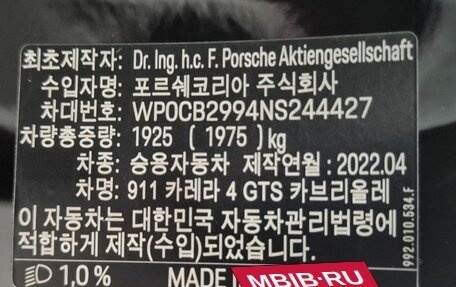 최초제작자: Dr. Ing. h.c. F. Porsche Aktiengesellschaft
수입자명: 포르쉐코리아 주식회사
차대번호: WP0CB2994NS244427
차량총중량: 1925 ( 1975) kg
차종: 승용자동차 제작연월: 2022.04
차명: 911 카레라 4 GTS 카브리올레
이 자동차는 대한민국 자동차관리법령에
적합하게 제작(수입)되었습니다.
1,0% MADE
992.010.534.F
MBIB-RU